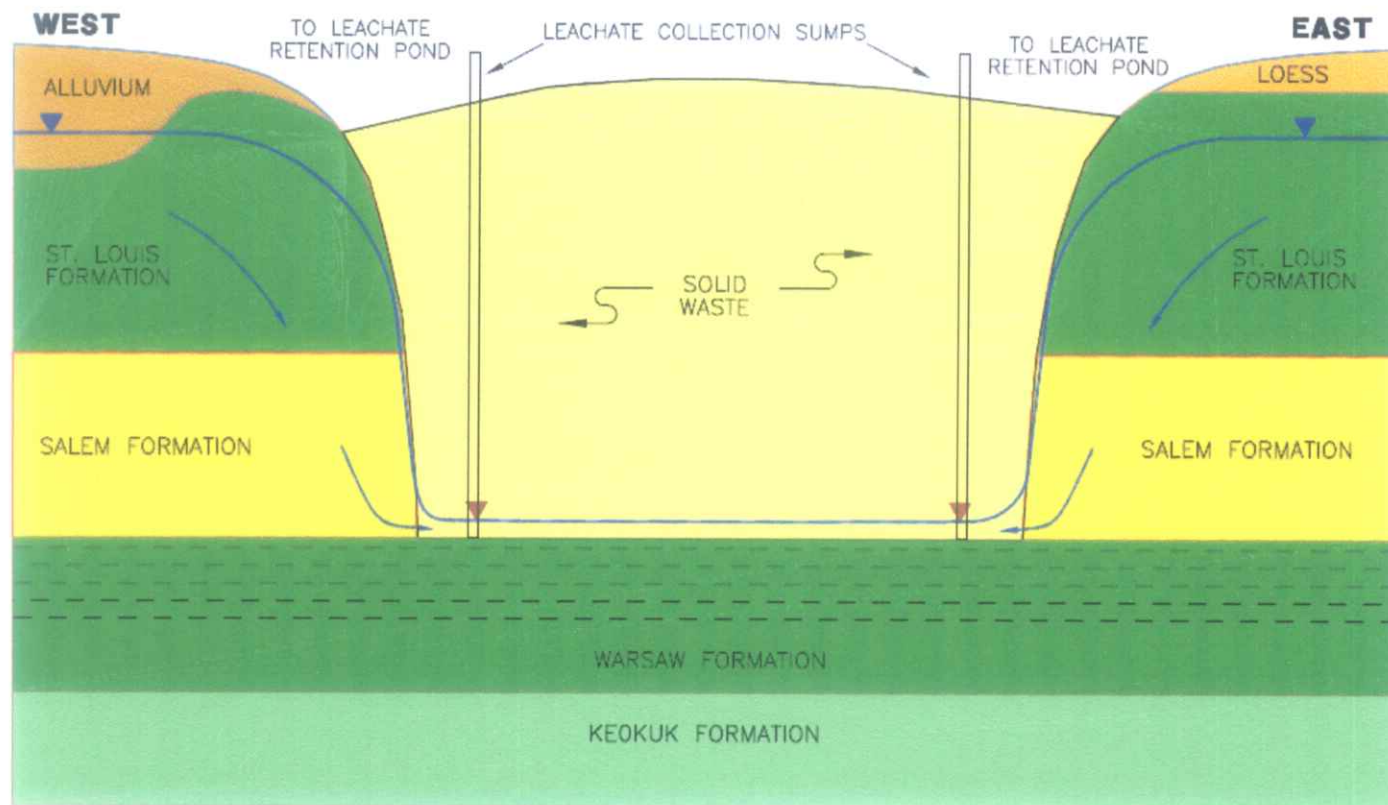 WEST
TO LEACHATE
RETENTION POND
LEACHATE COLLECTION SUMPS
TO LEACHATE
RETENTION POND
EAST
ALLUVIUM
LOESS
ST. LOUIS
FORMATION
SOLID
WASTE
ST. LOUIS
FORMATION
SALEM FORMATION
SALEM FORMATION
WARSAW FORMATION
KEOKUK FORMATION